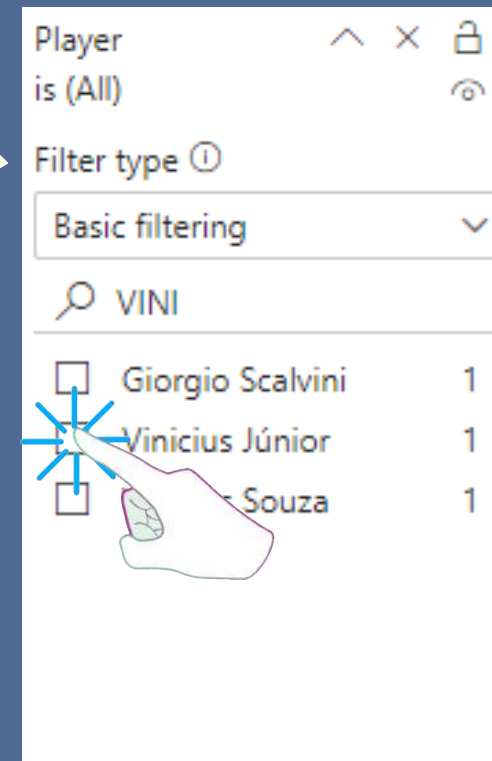 Player
is (All)
Filter type
Basic filtering
VINI
Giorgio Scalvini 1
Vinicius Júnior 1
Souza 1